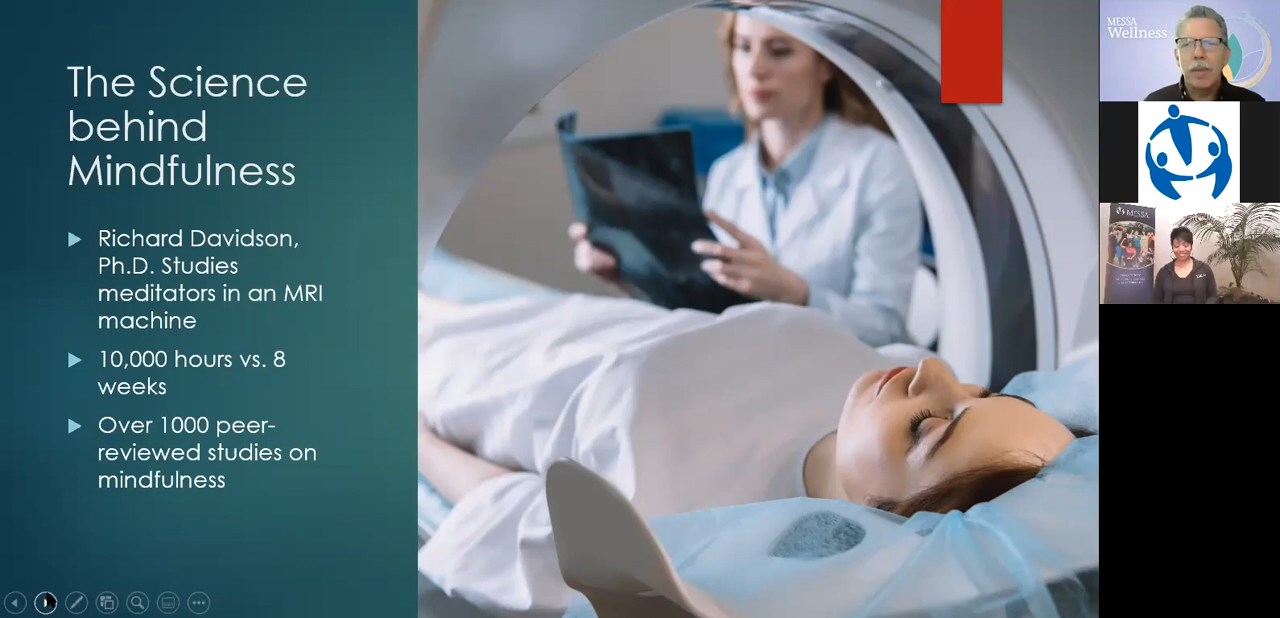 The Science
behind
Mindfulness
Richard Davidson,
Ph.D. Studies
meditators in an MRI
machine
10,000 hours vs. 8
weeks
Over 1000 peer-
reviewed studies on
mindfulness
MESSA
Wellness
MESSA